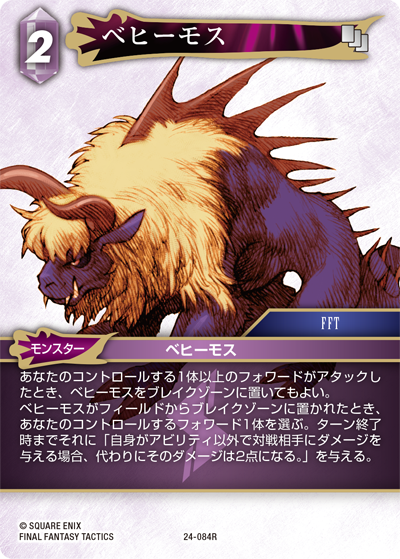 2
ベヒーモス
FFT
モンスター
ベヒーモス
あなたのコントロールする1体以上のフォワードがアタックし
たとき、ベヒーモスをブレイクゾーンに置いてもよい。
ベヒーモスがフィールドからブレイクゾーンに置かれたとき、
あなたのコントロールするフォワード1体を選ぶ。ターン終了
時までそれに「自身がアビリティ以外で対戦相手にダメージを
与える場合、代わりにそのダメージは2点になる。」を与える。
© SQUARE ENIX
FINAL FANTASY TACTICS
24-084R